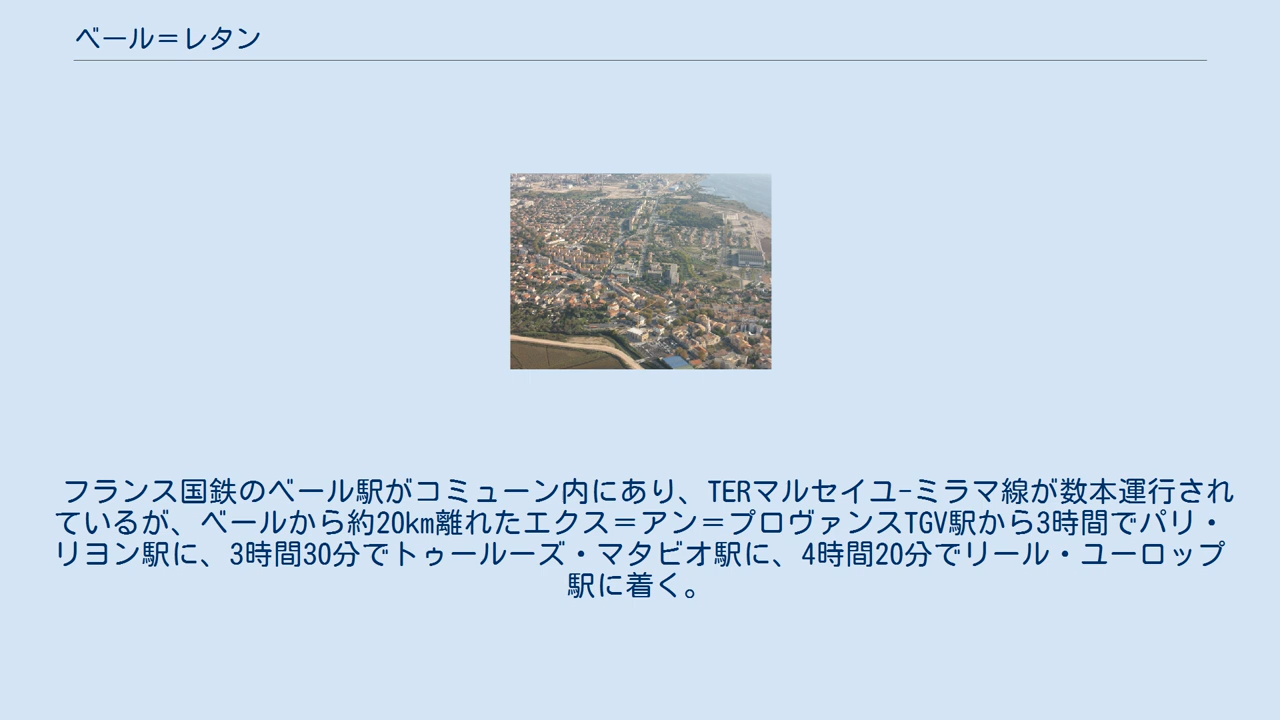 ベール＝レタン
フランス国鉄のベール駅がコミューン内にあり、TERマルセイユ-ミラマ線が数本運行され
ているが、ベールから約20km離れたエクス＝アン＝プロヴァンスTGV駅から3時間でパリ・
リヨン駅に、3時間30分でトゥールーズ・マタビオ駅に、4時間20分でリール・ユーロップ
駅に着く。